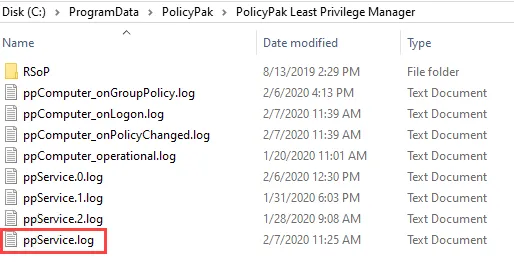 Disk (C:) > ProgramData > PolicyPak > PolicyPak Least Privilege Manager
Name Date modified Type
RSoP 8/13/2019 2:29 PM File folder
ppComputer_onGroupPolicy.log 2/6/2020 4:13 PM Text Document
ppComputer_onLogon.log 2/7/2020 11:39 AM Text Document
ppComputer_onPolicyChanged.log 2/7/2020 11:39 AM Text Document
ppComputer_operational.log 1/20/2020 11:01 AM Text Document
ppService.0.log 2/6/2020 12:30 PM Text Document
ppService.1.log 1/31/2020 6:03 PM Text Document
ppService.2.log 1/28/2020 9:08 AM Text Document
ppService.log 2/7/2020 11:25 AM Text Document